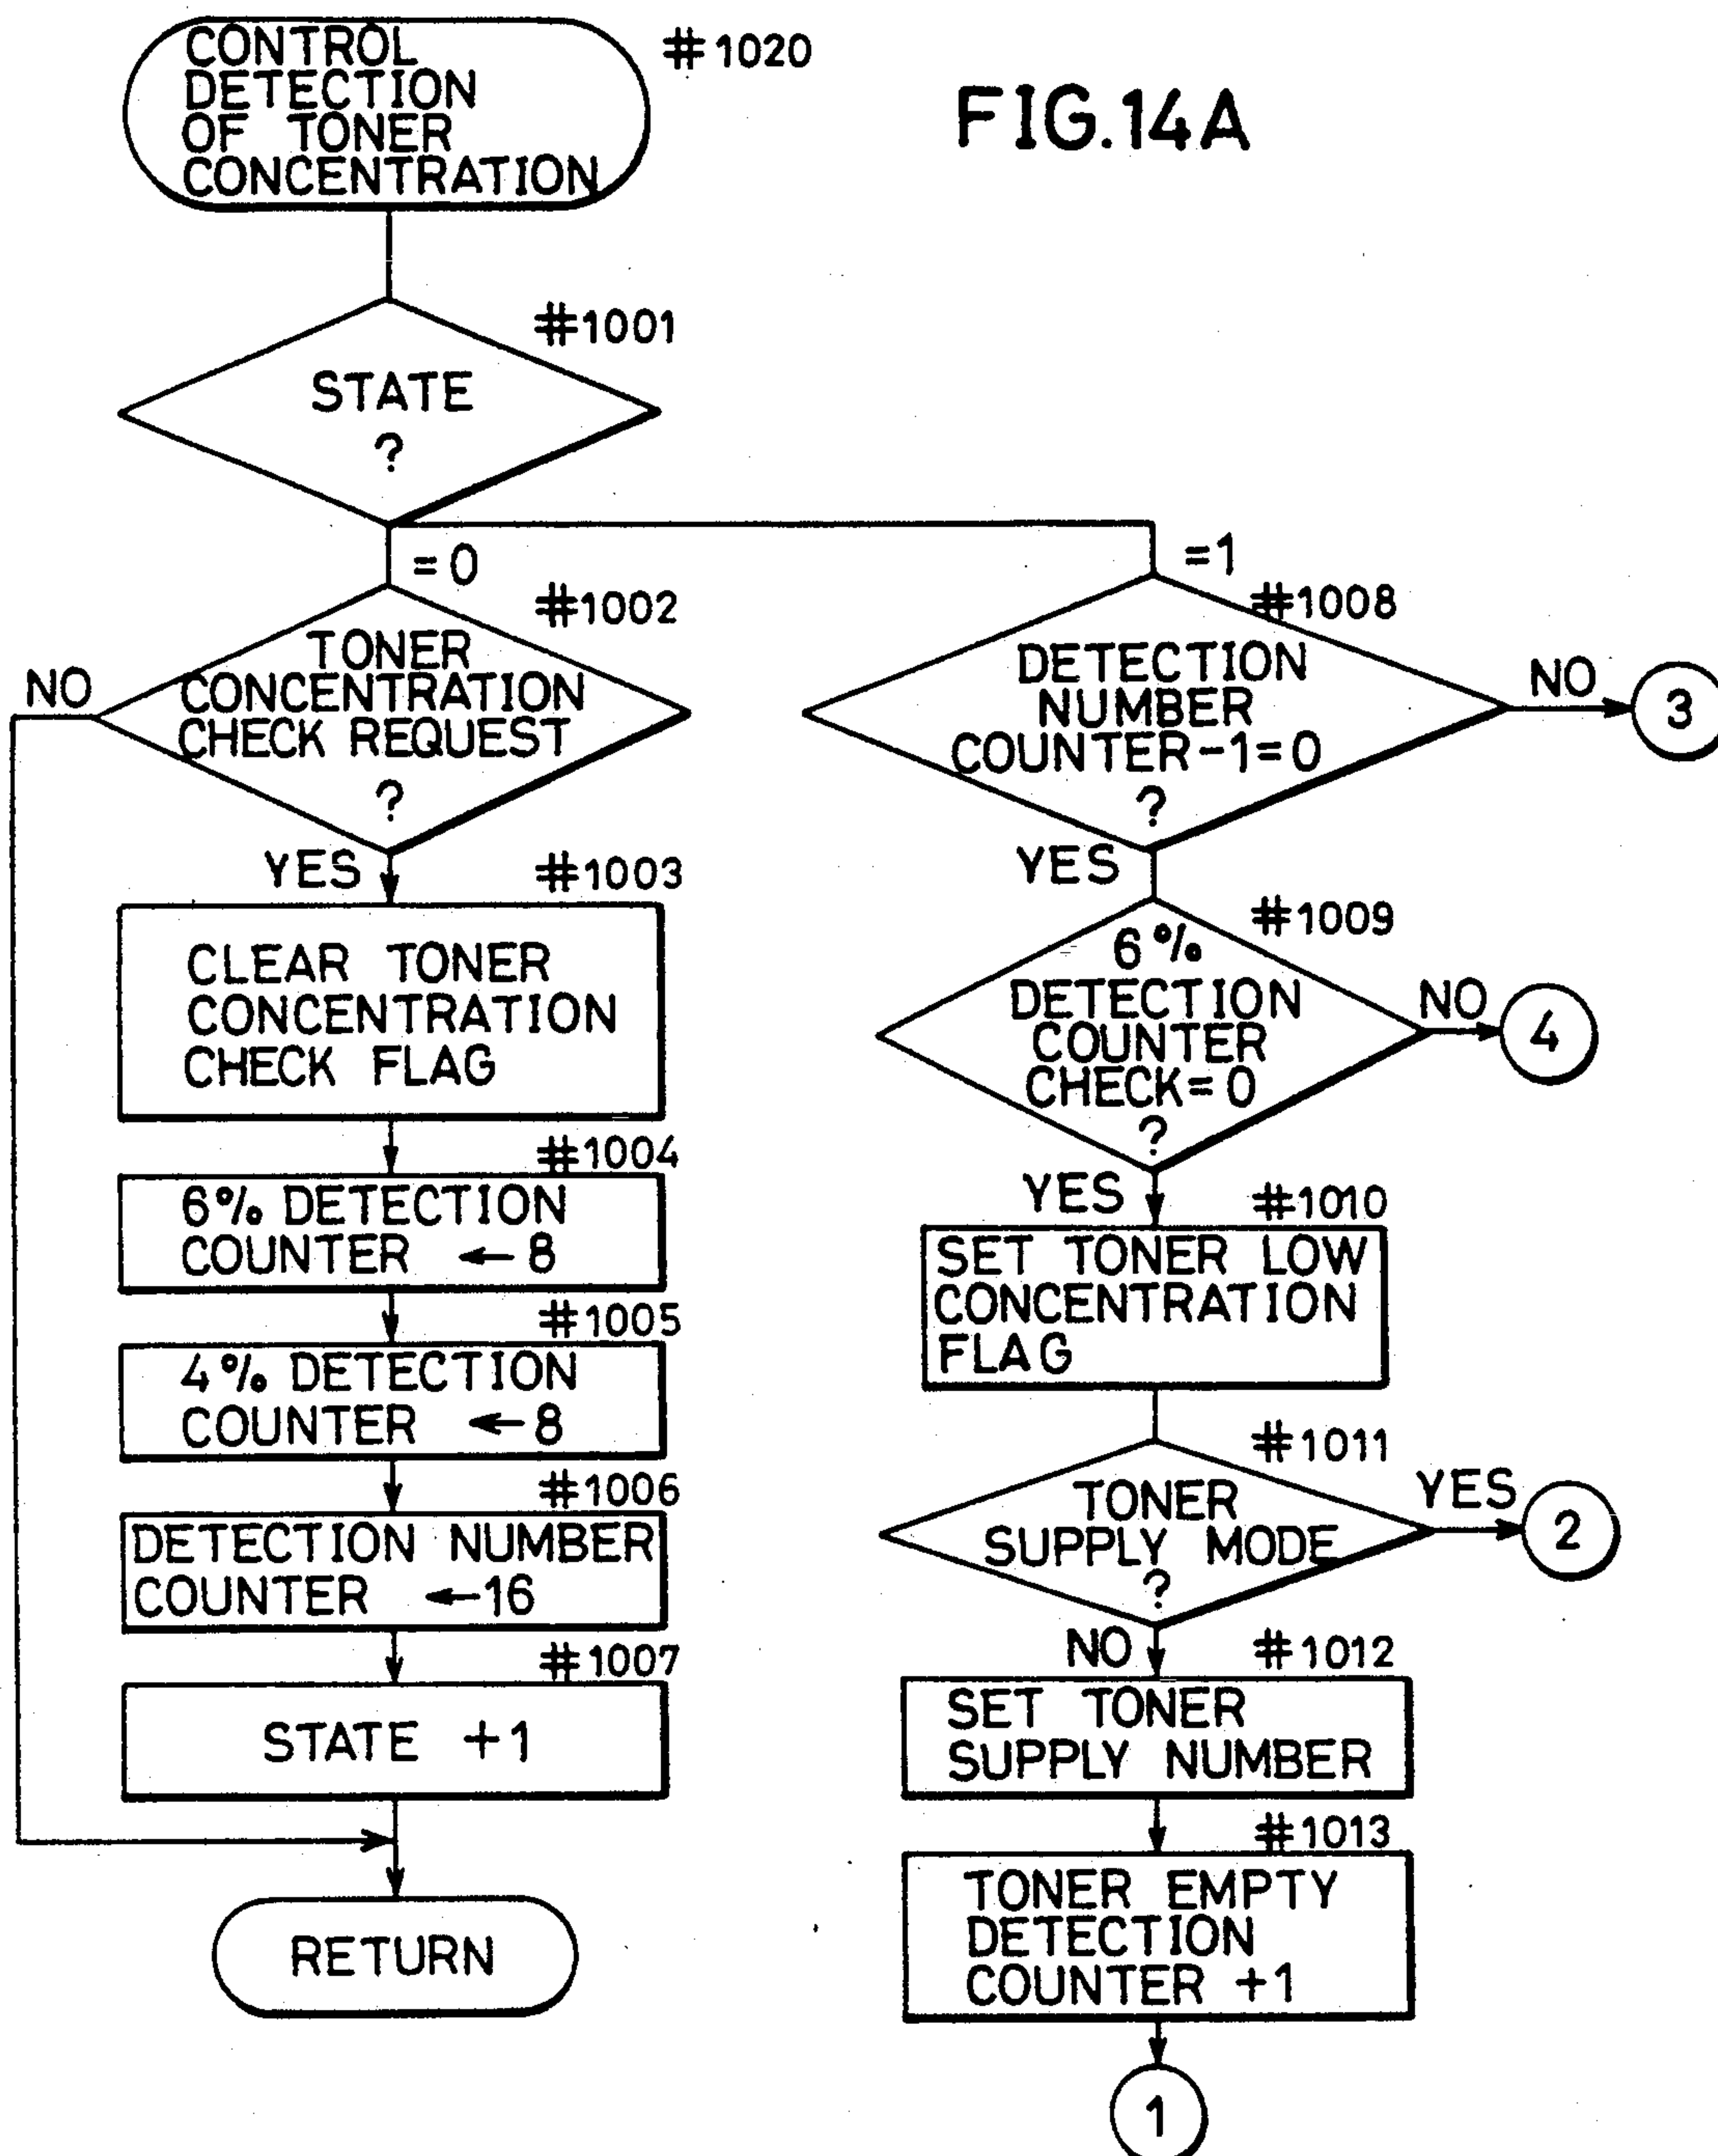 CONTROL
DETECTION
OF TONER
CONCENTRATION
#1020
FIG.14A
#1001
STATE
?
=0
=1
#1002
TONER
CONCENTRATION
CHECK REQUEST
?
NO
YES
#1003
CLEAR TONER
CONCENTRATION
CHECK FLAG
#1004
6% DETECTION
COUNTER ←8
#1005
4% DETECTION
COUNTER ←8
#1006
DETECTION NUMBER
COUNTER ←16
#1007
STATE +1
RETURN
#1008
DETECTION
NUMBER
COUNTER-1=0
?
NO
3
YES
#1009
6%
DETECTION
COUNTER
CHECK=0
?
NO
4
YES
#1010
SET TONER LOW
CONCENTRATION
FLAG
#1011
TONER
SUPPLY MODE
?
YES
2
NO
#1012
SET TONER
SUPPLY NUMBER
#1013
TONER EMPTY
DETECTION
COUNTER +1
1